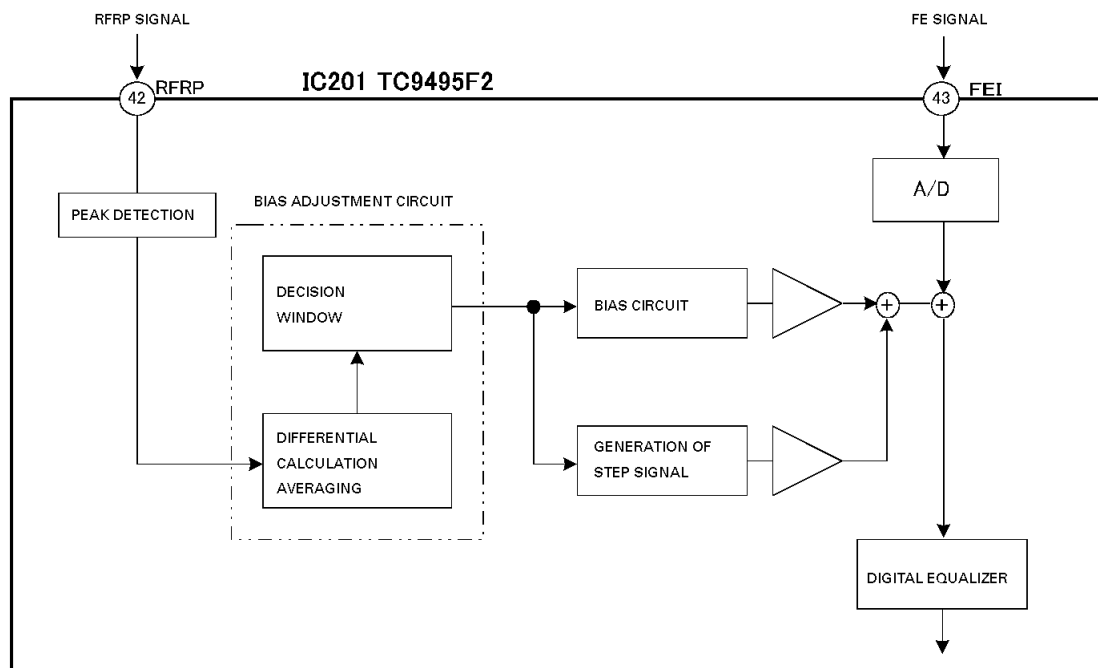 RFRP SIGNAL
FE SIGNAL
42
RFRP
IC201 TC9495F2
43
FEI
A/D
PEAK DETECTION
BIAS ADJUSTMENT CIRCUIT
DECISION
WINDOW
BIAS CIRCUIT
+
+
DIFFERENTIAL
CALCULATION
AVERAGING
GENERATION OF
STEP SIGNAL
DIGITAL EQUALIZER